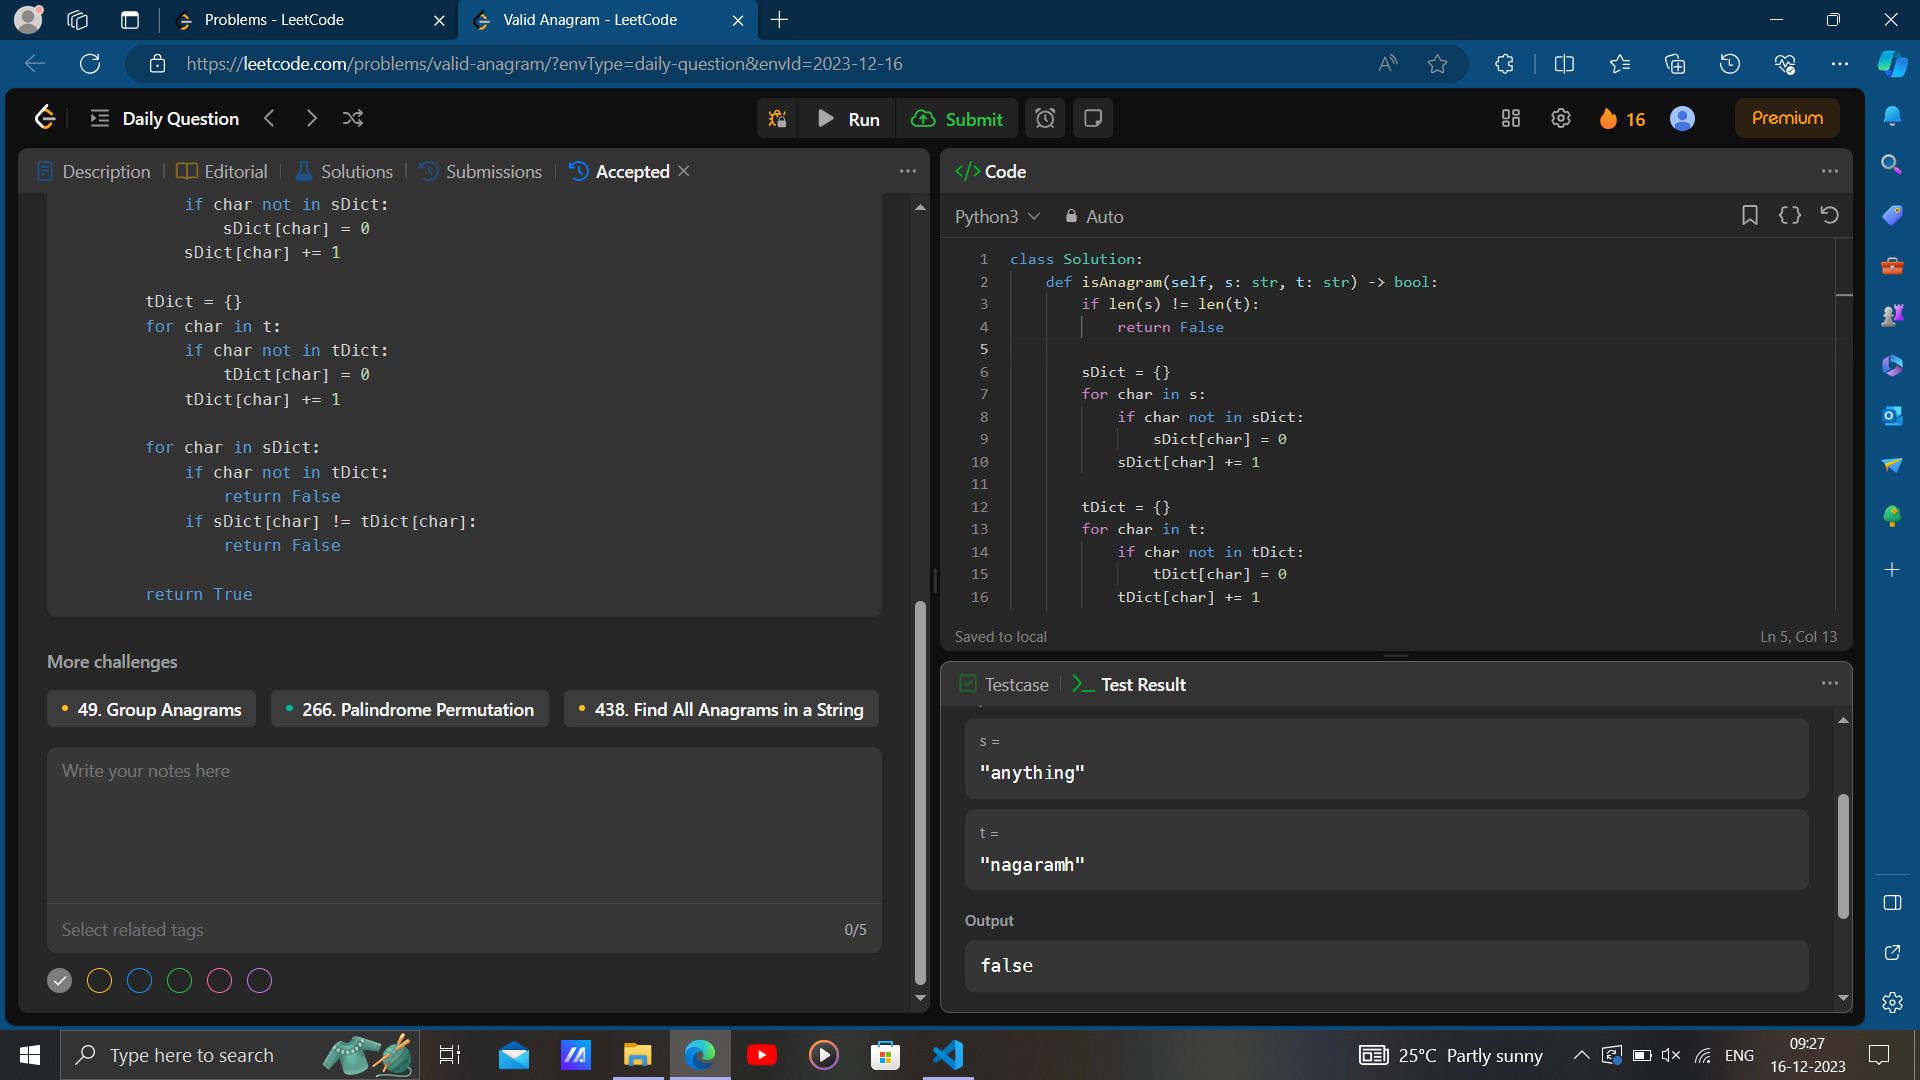 Problems - LeetCode
Valid Anagram - LeetCode
https://leetcode.com/problems/valid-anagram/?envType=daily-question&envId=2023-12-16
Daily Question
Run
Submit
16
Premium
Description
Editorial
Solutions
Submissions
Accepted
if char not in sDict:
sDict[char] = 0
sDict[char] += 1
tDict = {}
for char in t:
if char not in tDict:
tDict[char] = 0
tDict[char] += 1
for char in sDict:
if char not in tDict:
return False
if sDict[char] != tDict[char]:
return False
return True
More challenges
49. Group Anagrams
266. Palindrome Permutation
438. Find All Anagrams in a String
Write your notes here
Select related tags
0/5
</> Code
Python3
Auto
1 class Solution:
2 def isAnagram(self, s: str, t: str) -> bool:
3 if len(s) != len(t):
4 return False
5
6 sDict = {}
7 for char in s:
8 if char not in sDict:
9 sDict[char] = 0
10 sDict[char] += 1
11
12 tDict = {}
13 for char in t:
14 if char not in tDict:
15 tDict[char] = 0
16 tDict[char] += 1
Saved to local
Ln 5, Col 13
Testcase
Test Result
s =
"anything"
t =
"nagaramh"
Output
false
Type here to search
25°C Partly sunny
ENG
09:27
16-12-2023